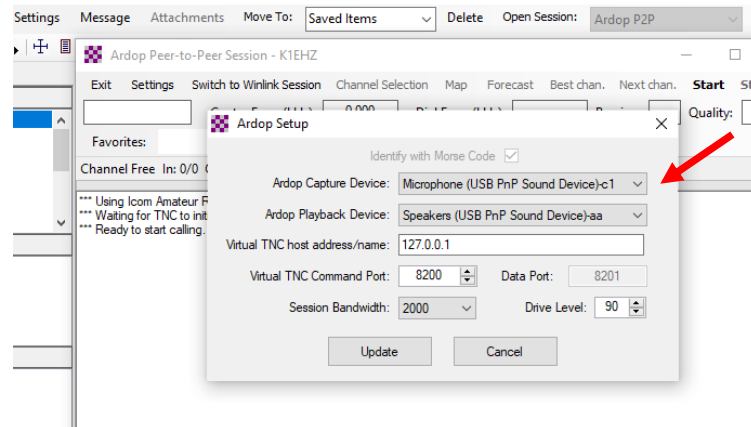 Settings Message Attachments Move To: Saved Items Delete Open Session: Ardop P2P
Ardop Peer-to-Peer Session - K1EHZ
Exit Settings Switch to Winlink Session Channel Selection Map Forecast Best chan. Next chan. Start
Quality:
Ardop Setup
Favorites:
Identify with Morse Code
Channel Free In: 0/0
Ardop Capture Device: Microphone (USB PnP Sound Device)-c1
*** Using Icom Amateur R
*** Waiting for TNC to init
Ardop Playback Device: Speakers (USB PnP Sound Device)-aa
*** Ready to start calling.
Virtual TNC host address/name: 127.0.0.1
Virtual TNC Command Port: 8200 Data Port: 8201
Session Bandwidth: 2000 Drive Level: 90
Update Cancel